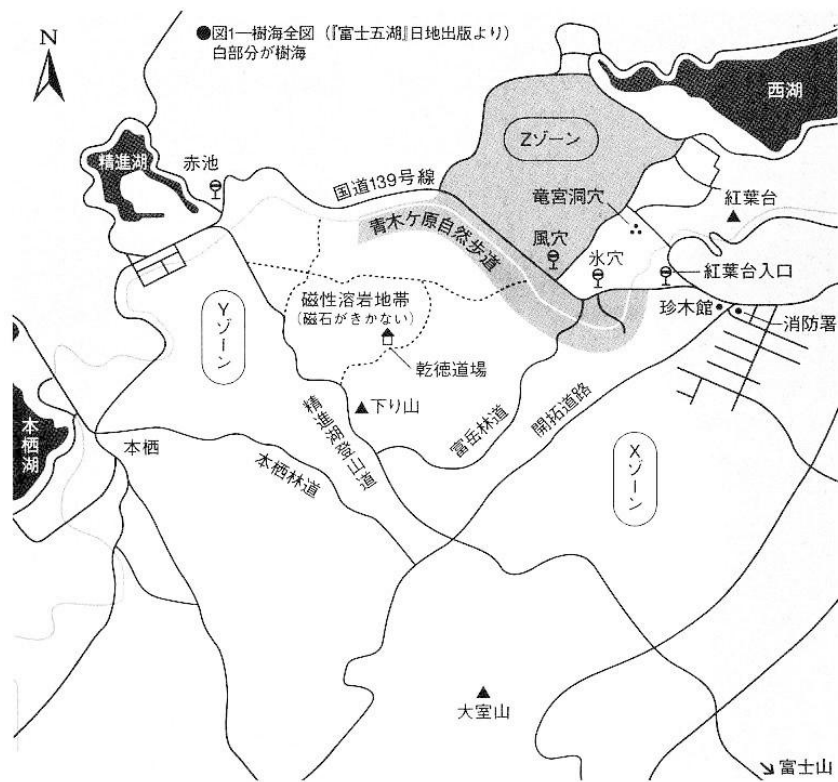 ●図1―樹海全図（『富士五湖』日地出版より）
白部分が樹海
N
西湖
Zゾーン
精進湖
赤池
国道139号線
竜宮洞穴
紅葉台
青木ケ原自然歩道
風穴
氷穴
紅葉台入口
磁性溶岩地帯
（磁石がきかない）
珍木館
消防署
Yゾーン
乾徳道場
下り山
精進湖登山道
富岳林道
開拓道路
本栖湖
本栖
本栖林道
Xゾーン
大室山
富士山